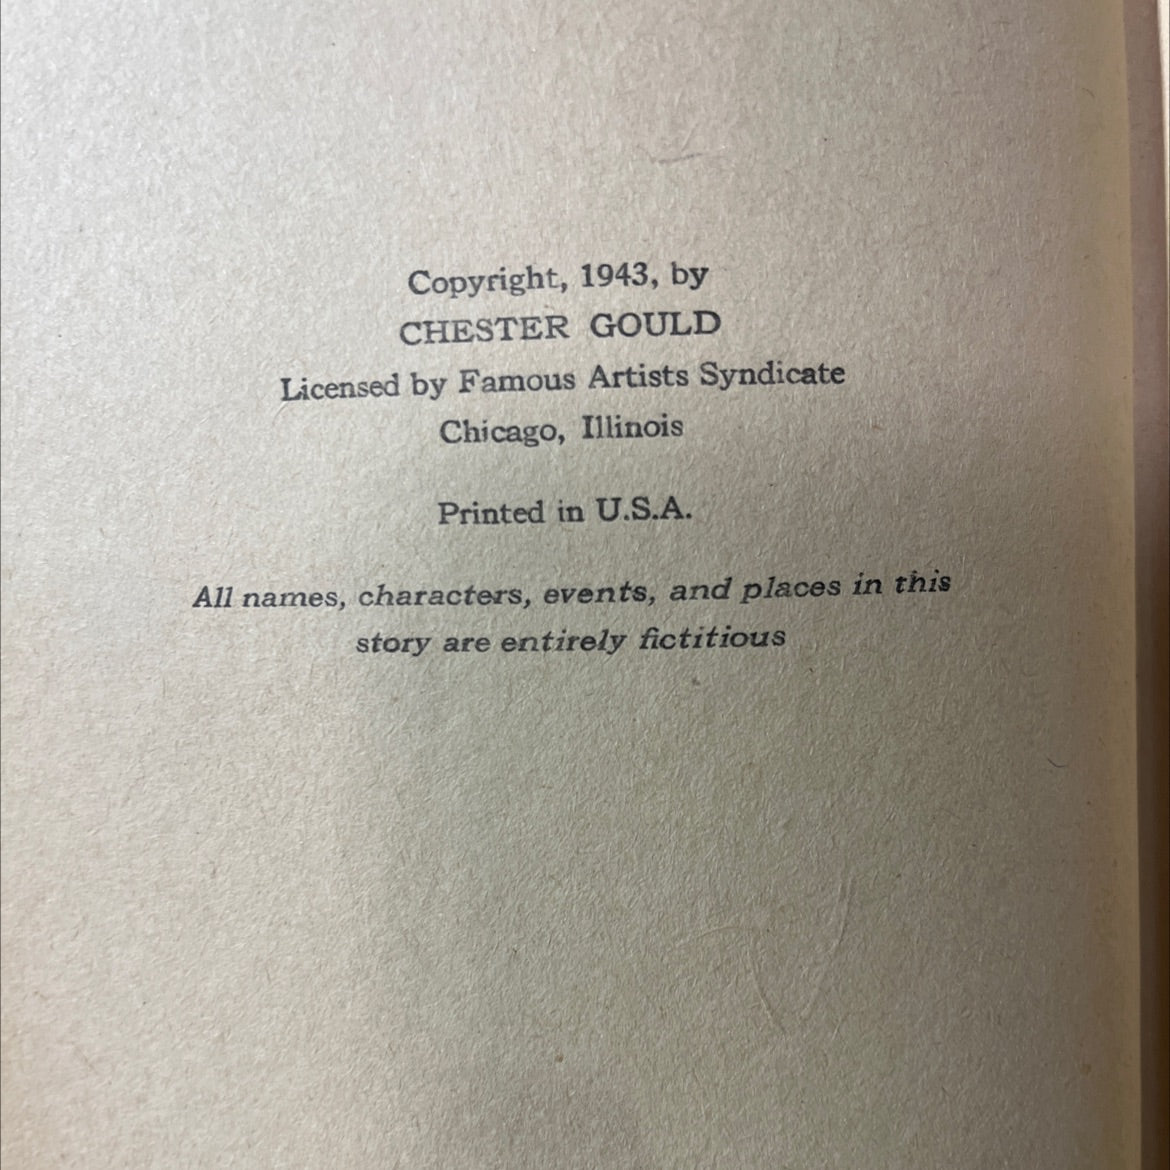 Copyright, 1943, by
CHESTER GOULD
Licensed by Famous Artists Syndicate
Chicago, Illinois
Printed in U.S.A.
All names, characters, events, and places in this
story are entirely fictitious